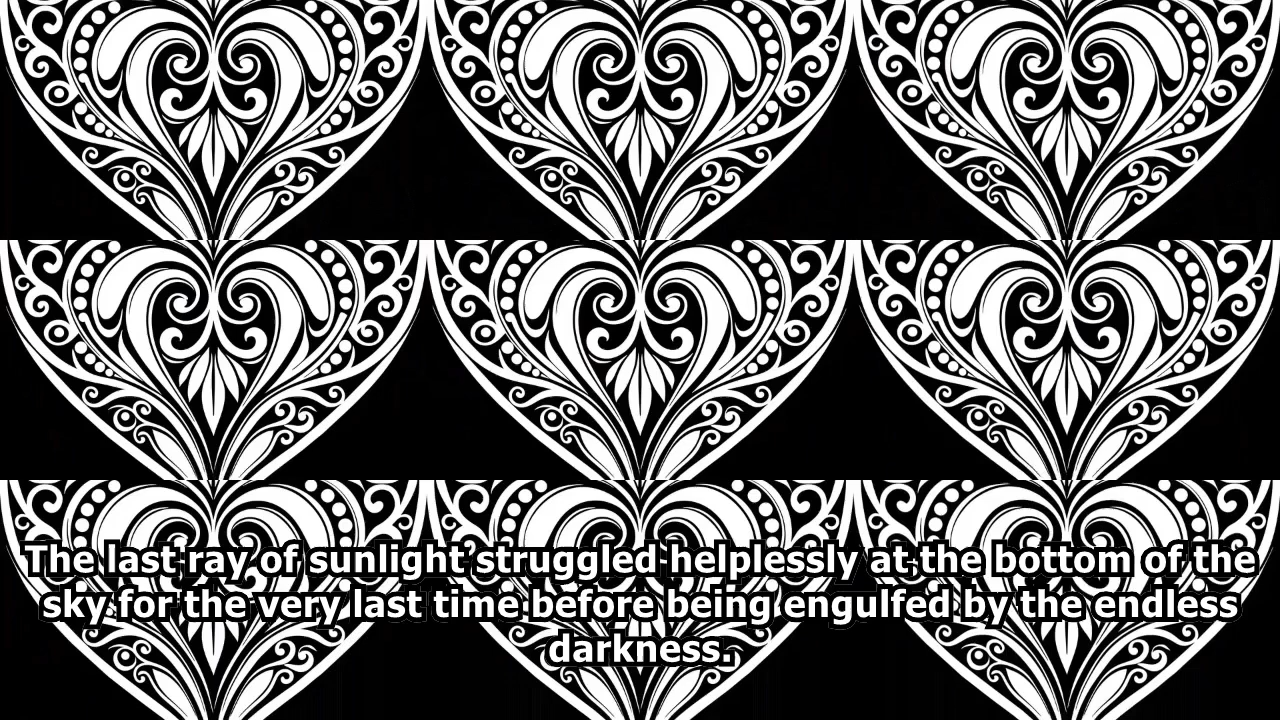 The last ray of sunlight struggled helplessly at the bottom of the
sky for the very last time before being engulfed by the endless
darkness.